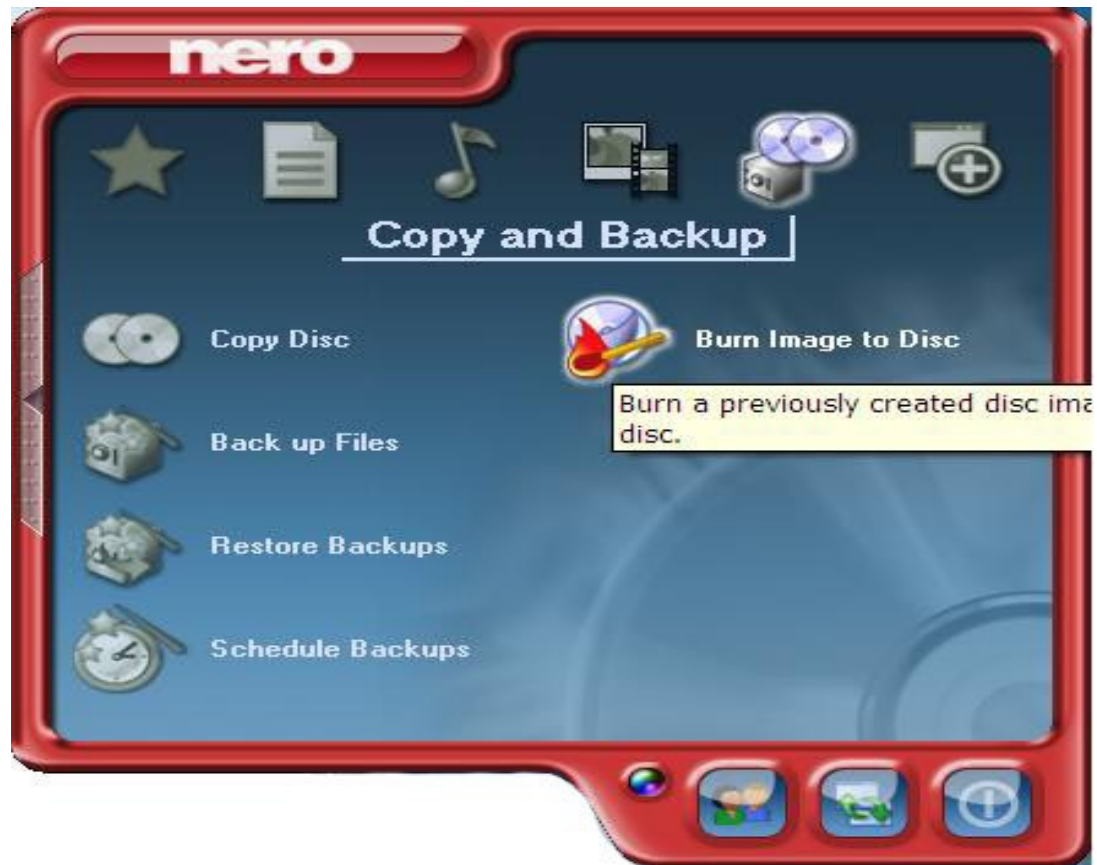 nero
Copy and Backup
Copy Disc
Burn Image to Disc
Burn a previously created disc
disc.
Back up Files
Restore Backups
Schedule Backups